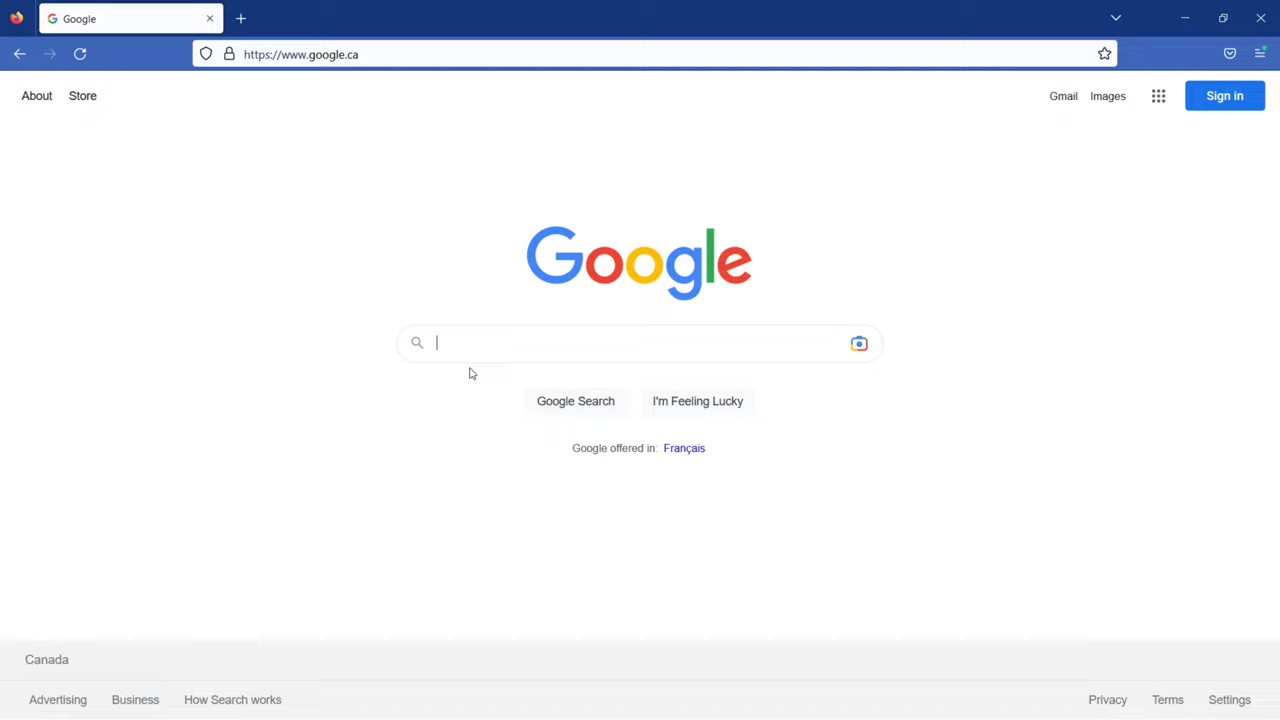 Google
https://www.google.ca
About Store Gmail Images Sign in
Google
Google Search I'm Feeling Lucky
Google offered in: Français
Canada
Advertising Business How Search works Privacy Terms Settings